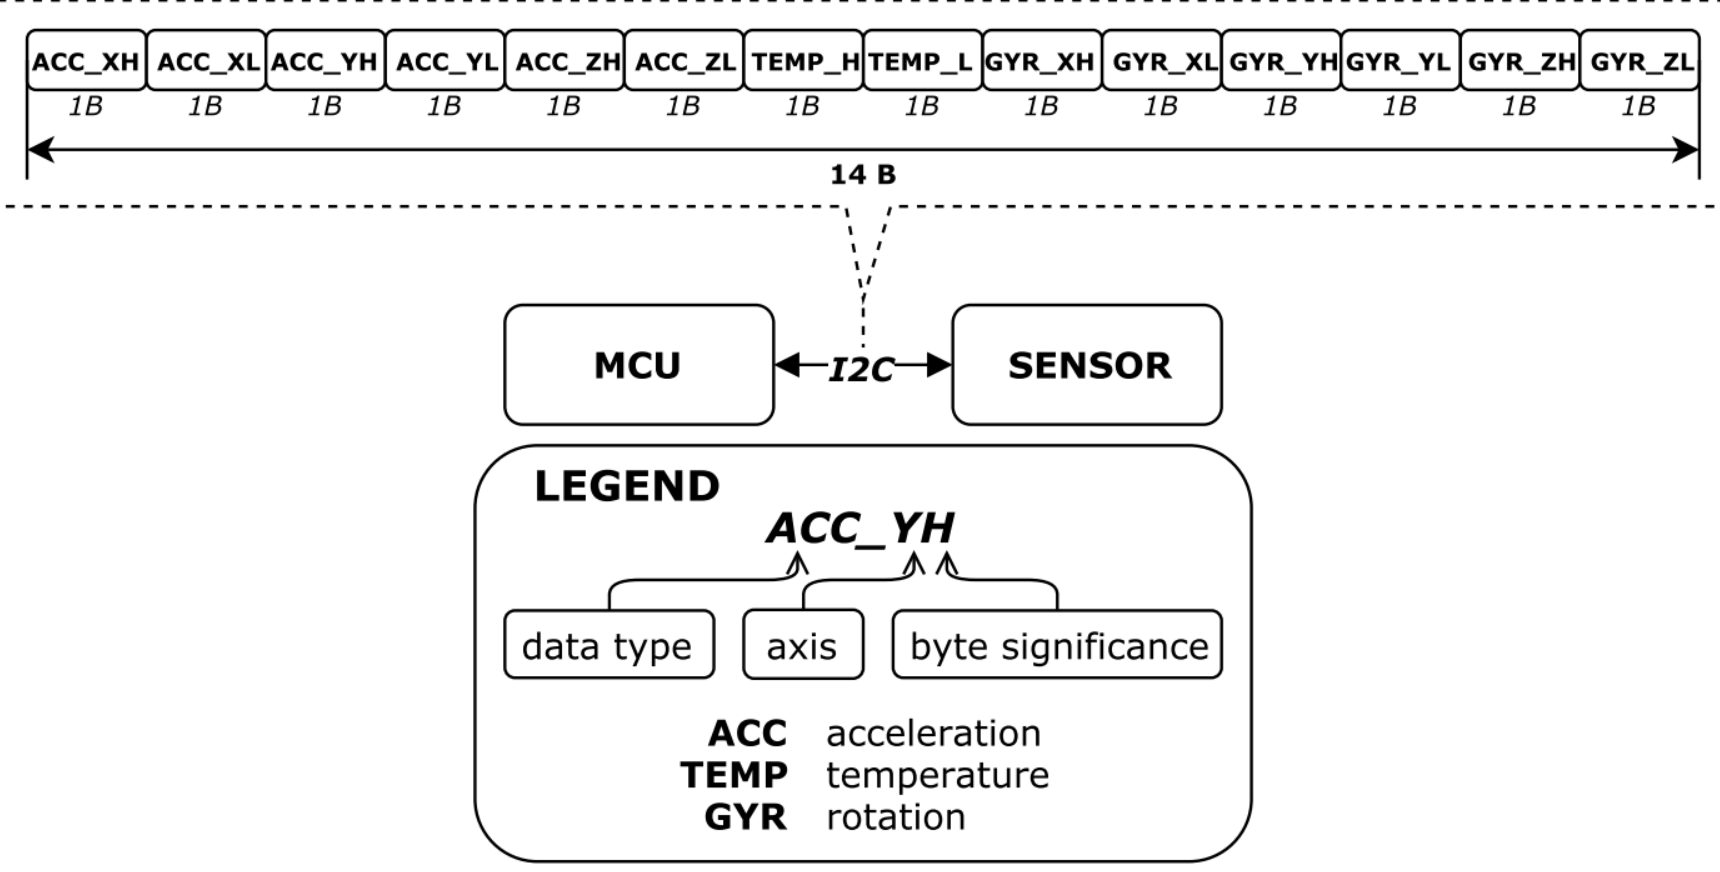 ACC_XH ACC_XL ACC_YH ACC_YL ACC_ZH ACC_ZL TEMP_H TEMP_L GYR_XH GYR_XL GYR_YH GYR_YL GYR_ZH GYR_ZL
1B 1B 1B 1B 1B 1B 1B 1B 1B 1B 1B 1B 1B 1B
14 B
MCU I2C SENSOR
LEGEND
ACC_YH
data type axis byte significance
ACC acceleration
TEMP temperature
GYR rotation